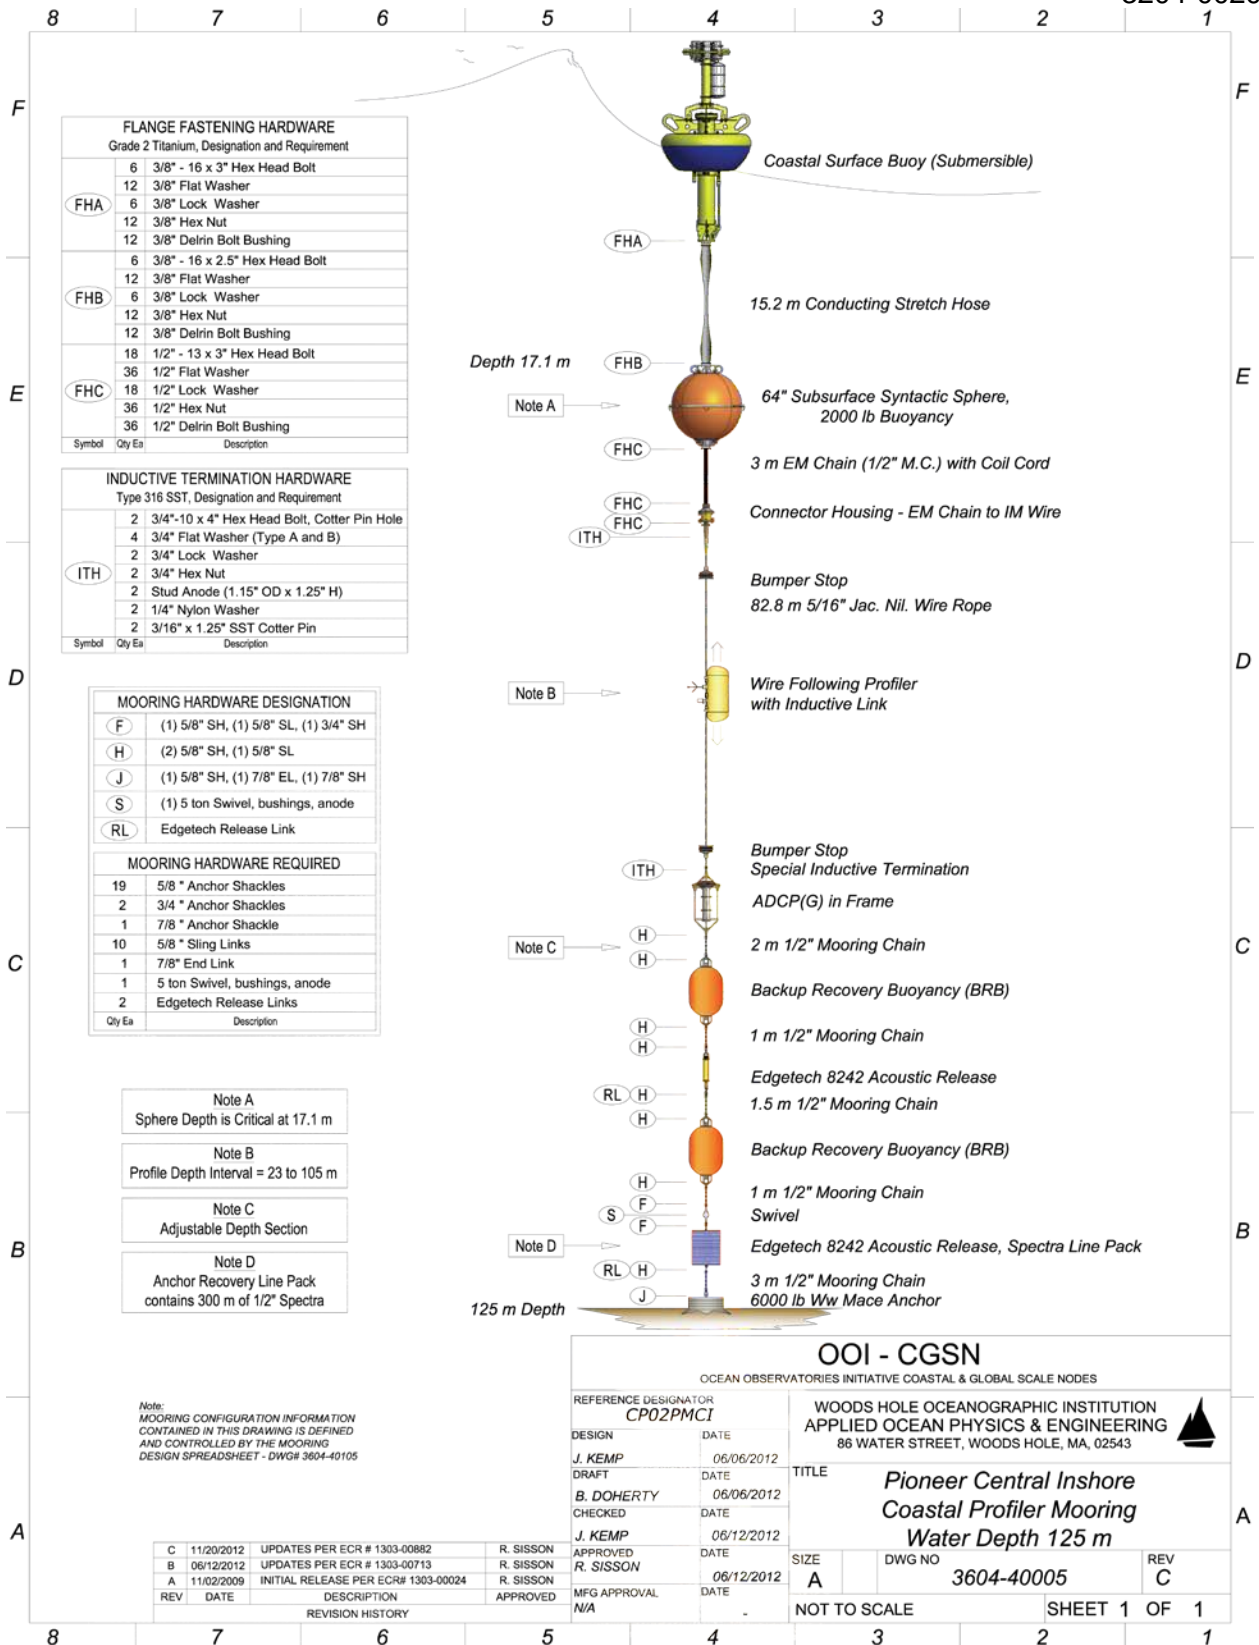 8 7 6 5 4 3 2 1
F
FLANGE FASTENING HARDWARE
Grade 2 Titanium, Designation and Requirement
FHA
6 3/8" - 16 x 3" Hex Head Bolt
12 3/8" Flat Washer
6 3/8" Lock Washer
12 3/8" Hex Nut
12 3/8" Delrin Bolt Bushing
FHB
6 3/8" - 16 x 2.5" Hex Head Bolt
12 3/8" Flat Washer
6 3/8" Lock Washer
12 3/8" Hex Nut
12 3/8" Delrin Bolt Bushing
FHC
18 1/2" - 13 x 3" Hex Head Bolt
36 1/2" Flat Washer
18 1/2" Lock Washer
36 1/2" Hex Nut
36 1/2" Delrin Bolt Bushing
Symbol Qty Ea Description
INDUCTIVE TERMINATION HARDWARE
Type 316 SST, Designation and Requirement
ITH
2 3/4"-10 x 4" Hex Head Bolt, Cotter Pin Hole
4 3/4" Flat Washer (Type A and B)
2 3/4" Lock Washer
2 3/4" Hex Nut
2 Stud Anode (1.15" OD x 1.25" H)
2 1/4" Nylon Washer
2 3/16" x 1.25" SST Cotter Pin
Symbol Qty Ea Description
MOORING HARDWARE DESIGNATION
F (1) 5/8" SH, (1) 5/8" SL, (1) 3/4" SH
H (2) 5/8" SH, (1) 5/8" SL
J (1) 5/8" SH, (1) 7/8" EL, (1) 7/8" SH
S (1) 5 ton Swivel, bushings, anode
RL Edgetech Release Link
MOORING HARDWARE REQUIRED
19 5/8 " Anchor Shackles
2 3/4 " Anchor Shackles
1 7/8 " Anchor Shackle
10 5/8 " Sling Links
1 7/8" End Link
1 5 ton Swivel, bushings, anode
2 Edgetech Release Links
Qty Ea Description
Note A
Sphere Depth is Critical at 17.1 m
Note B
Profile Depth Interval = 23 to 105 m
Note C
Adjustable Depth Section
Note D
Anchor Recovery Line Pack
contains 300 m of 1/2" Spectra
Coastal Surface Buoy (Submersible)
FHA
15.2 m Conducting Stretch Hose
Depth 17.1 m FHB
Note A
64" Subsurface Syntactic Sphere,
2000 lb Buoyancy
FHC
3 m EM Chain (1/2" M.C.) with Coil Cord
FHC
Connector Housing - EM Chain to IM Wire
FHC
ITH
Bumper Stop
82.8 m 5/16" Jac. Nil. Wire Rope
Note B
Wire Following Profiler
with Inductive Link
Bumper Stop
ITH Special Inductive Termination
ADCP(G) in Frame
H
Note C 2 m 1/2" Mooring Chain
H
Backup Recovery Buoyancy (BRB)
H
1 m 1/2" Mooring Chain
H
Edgetech 8242 Acoustic Release
RL H
1.5 m 1/2" Mooring Chain
H
Backup Recovery Buoyancy (BRB)
H
1 m 1/2" Mooring Chain
F
S Swivel
F
Note D Edgetech 8242 Acoustic Release, Spectra Line Pack
RL H
3 m 1/2" Mooring Chain
J 6000 lb Ww Mace Anchor
125 m Depth
F
E
E
D
D
C
C
B
B
A
A
Note:
MOORING CONFIGURATION INFORMATION
CONTAINED IN THIS DRAWING IS DEFINED
AND CONTROLLED BY THE MOORING
DESIGN SPREADSHEET - DWG# 3604-40105
C 11/20/2012 UPDATES PER ECR # 1303-00882 R. SISSON
B 06/12/2012 UPDATES PER ECR # 1303-00713 R. SISSON
A 11/02/2009 INITIAL RELEASE PER ECR# 1303-00024 R. SISSON
REV DATE DESCRIPTION APPROVED
REVISION HISTORY
OOI - CGSN
OCEAN OBSERVATORIES INITIATIVE COASTAL & GLOBAL SCALE NODES
REFERENCE DESIGNATOR
CP02PMCI
DESIGN DATE
J. KEMP 06/06/2012
DRAFT DATE
B. DOHERTY 06/06/2012
CHECKED DATE
J. KEMP 06/12/2012
APPROVED DATE
R. SISSON 06/12/2012
MFG APPROVAL DATE
N/A -
WOODS HOLE OCEANOGRAPHIC INSTITUTION
APPLIED OCEAN PHYSICS & ENGINEERING
86 WATER STREET, WOODS HOLE, MA, 02543
TITLE
Pioneer Central Inshore
Coastal Profiler Mooring
Water Depth 125 m
SIZE DWG NO REV
A 3604-40005 C
NOT TO SCALE SHEET 1 OF 1
8 7 6 5 4 3 2 1